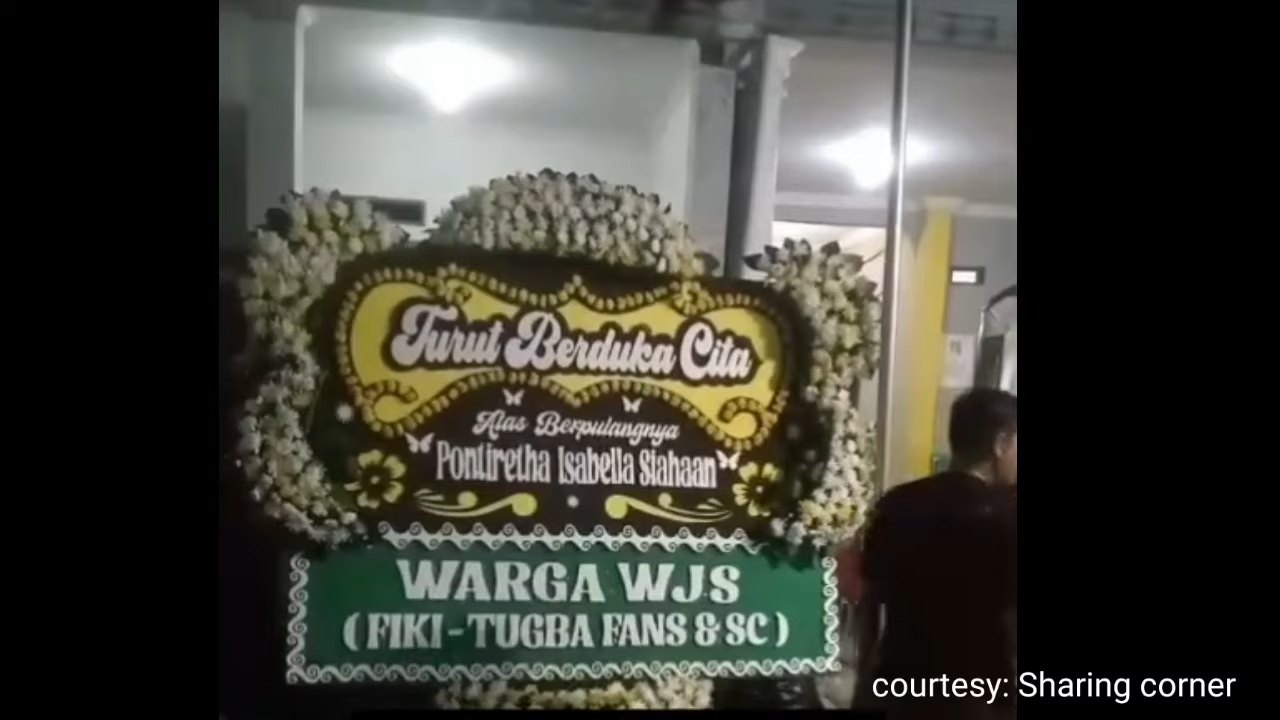 Turut Berduka Cita
Atas Berpulangnya
Pontiretha Isabella Siahaan
WARGA WJS
( FIKI - TUGBA FANS & SC )
courtesy: Sharing corner